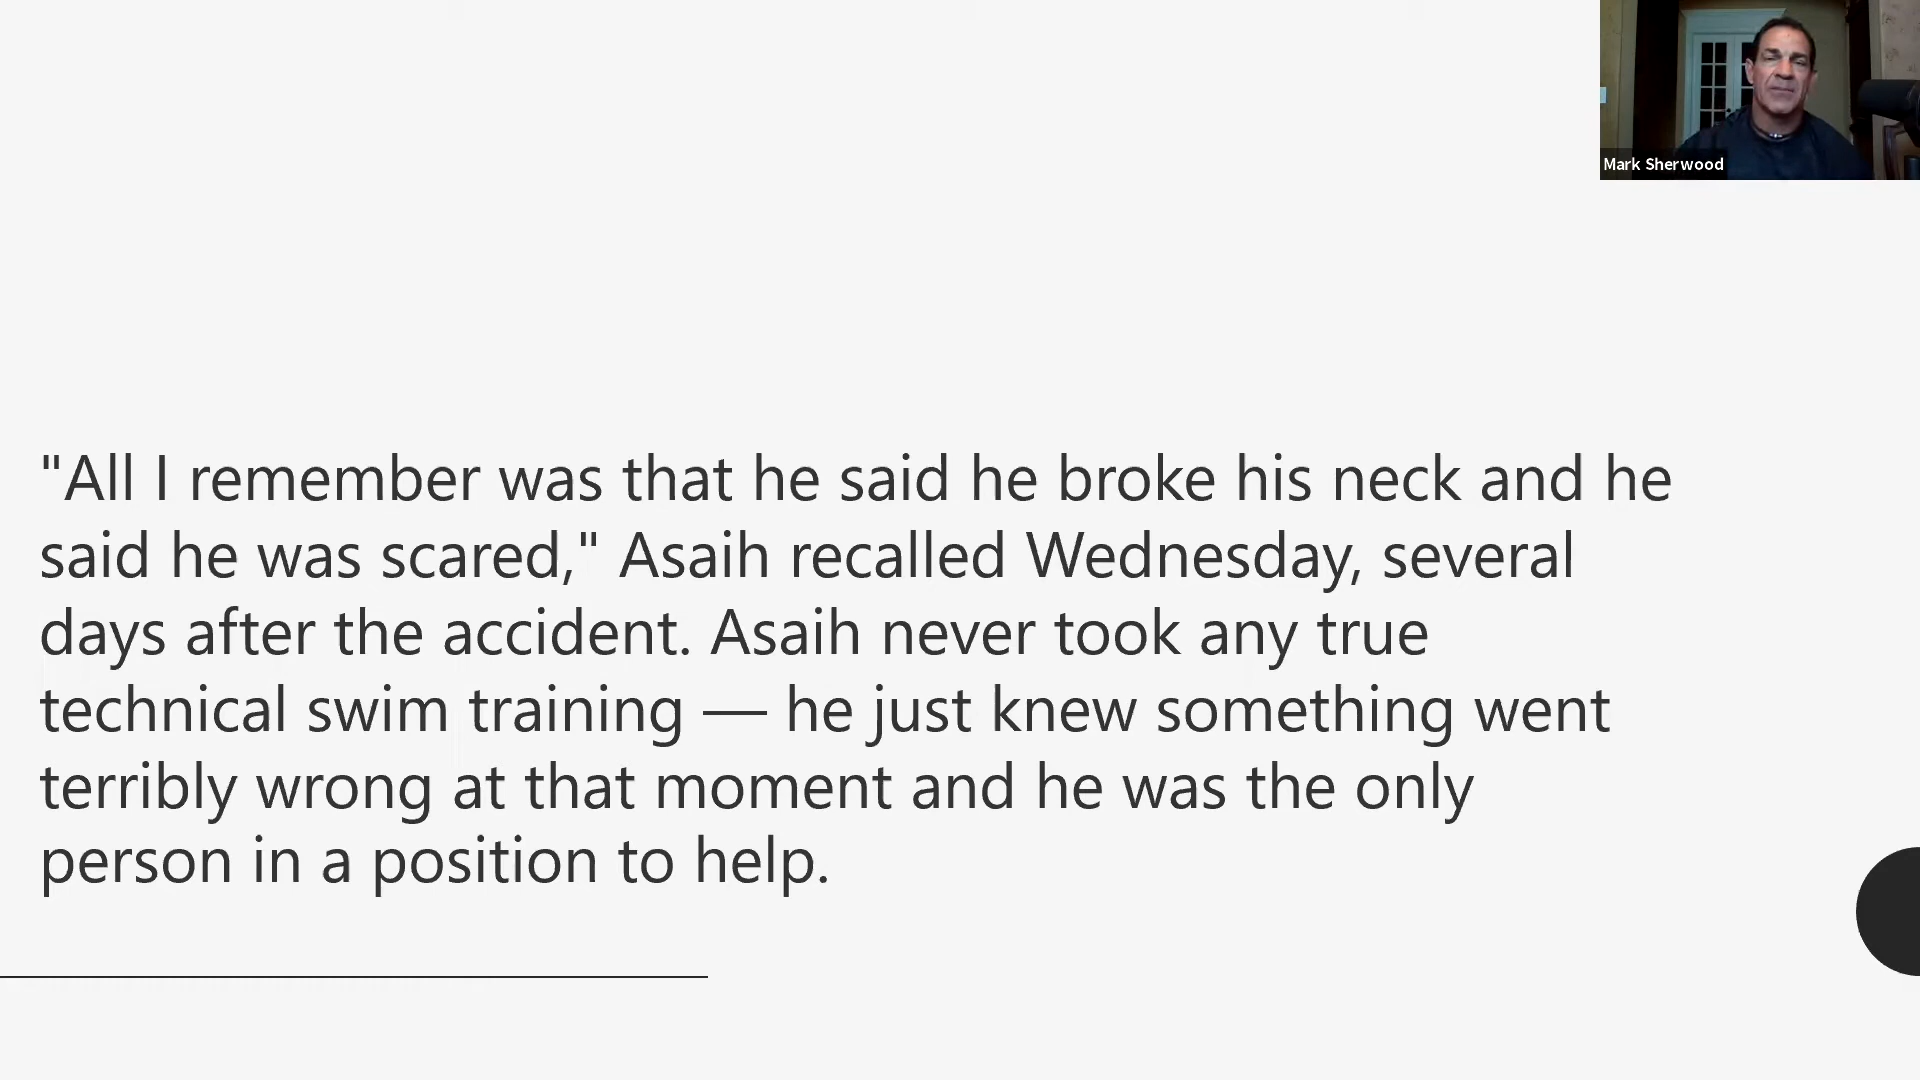 Mark Sherwood
"All I remember was that he said he broke his neck and he
said he was scared," Asaih recalled Wednesday, several
days after the accident. Asaih never took any true
technical swim training — he just knew something went
terribly wrong at that moment and he was the only
person in a position to help.